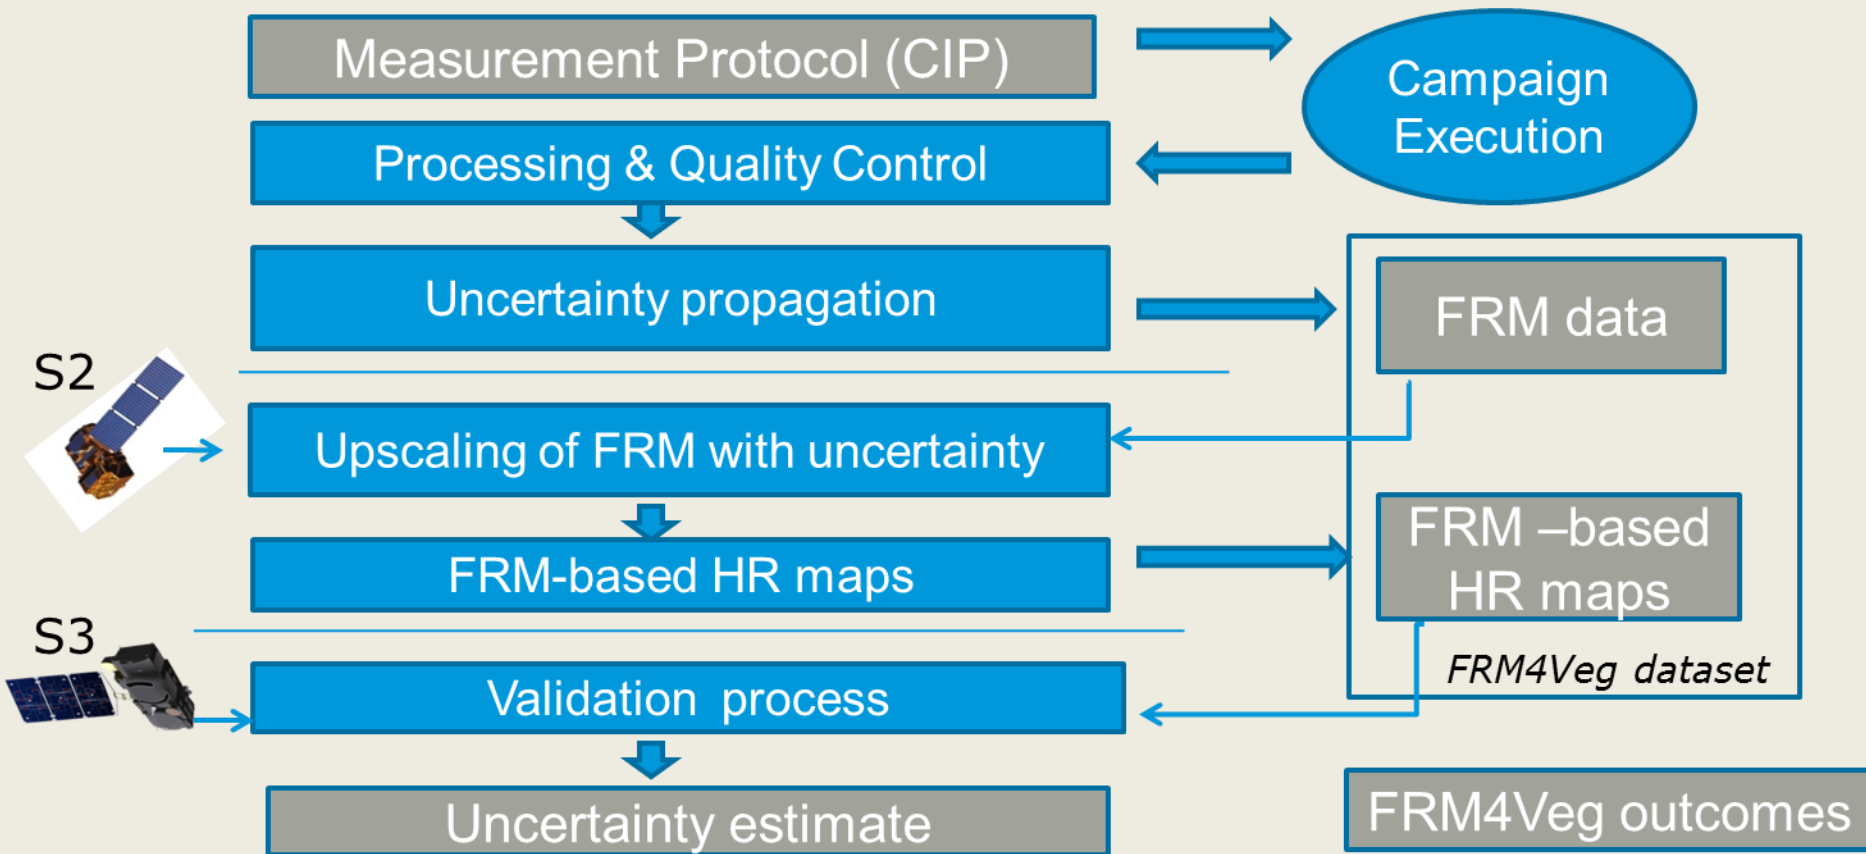 Measurement Protocol (CIP)
Campaign
Execution
Processing & Quality Control
Uncertainty propagation
FRM data
S2
Upscaling of FRM with uncertainty
FRM –based
HR maps
FRM-based HR maps
S3
FRM4Veg dataset
Validation process
Uncertainty estimate
FRM4Veg outcomes